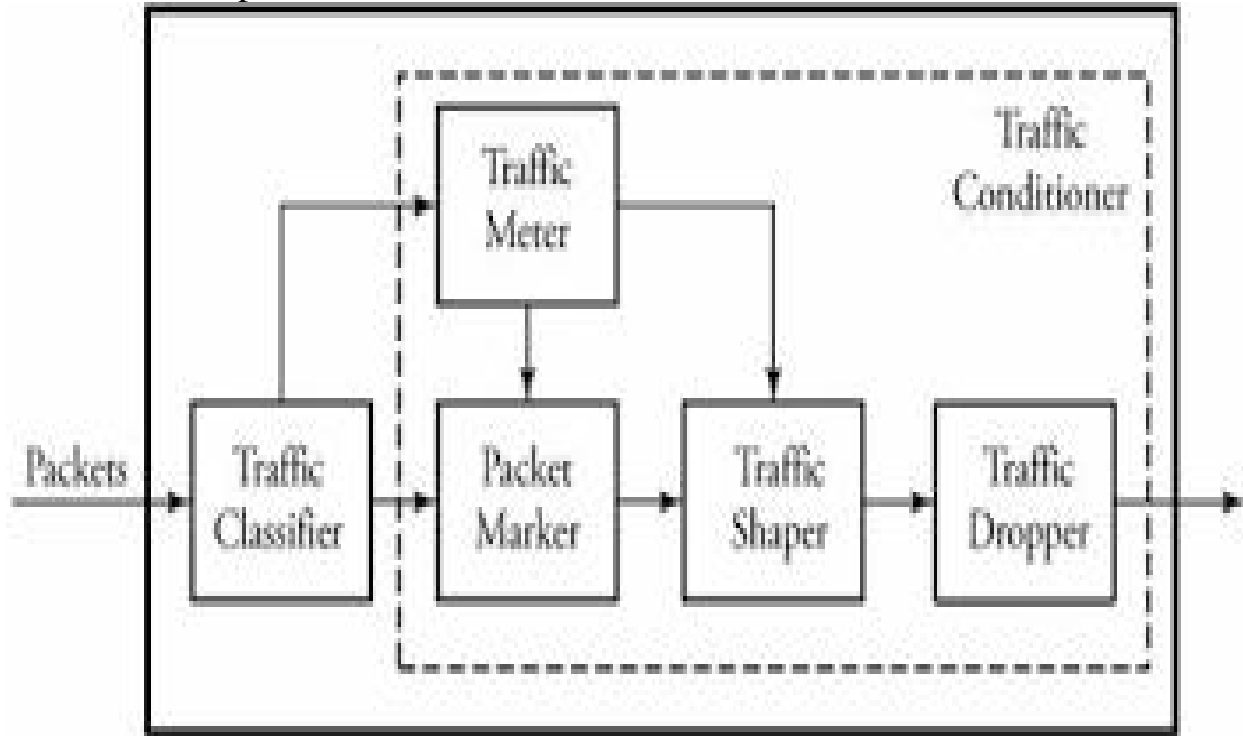 Traffic
Conditioner
Traffic
Meter
Packets
Traffic
Classifier
Packet
Marker
Traffic
Shaper
Traffic
Dropper